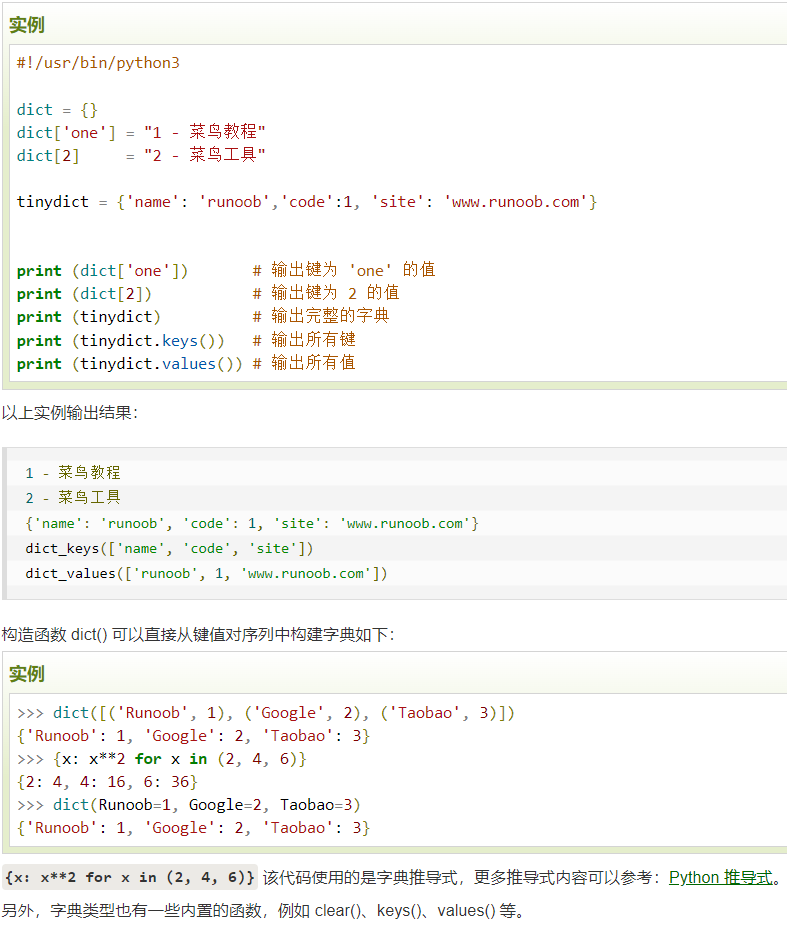 实例
#!/usr/bin/python3
dict = {}
dict['one'] = "1 - 菜鸟教程"
dict[2]     = "2 - 菜鸟工具"
tinydict = {'name': 'runoob','code':1, 'site': 'www.runoob.com'}
print (dict['one'])       # 输出键为 'one' 的值
print (dict[2])           # 输出键为 2 的值
print (tinydict)          # 输出完整的字典
print (tinydict.keys())   # 输出所有键
print (tinydict.values()) # 输出所有值
以上实例输出结果：
1 - 菜鸟教程
2 - 菜鸟工具
{'name': 'runoob', 'code': 1, 'site': 'www.runoob.com'}
dict_keys(['name', 'code', 'site'])
dict_values(['runoob', 1, 'www.runoob.com'])
构造函数 dict() 可以直接从键值对序列中构建字典如下：
实例
>>> dict([('Runoob', 1), ('Google', 2), ('Taobao', 3)])
{'Runoob': 1, 'Google': 2, 'Taobao': 3}
>>> {x: x**2 for x in (2, 4, 6)}
{2: 4, 4: 16, 6: 36}
>>> dict(Runoob=1, Google=2, Taobao=3)
{'Runoob': 1, 'Google': 2, 'Taobao': 3}
{x: x**2 for x in (2, 4, 6)} 该代码使用的是字典推导式，更多推导式内容可以参考：Python 推导式。
另外，字典类型也有一些内置的函数，例如 clear()、keys()、values() 等。